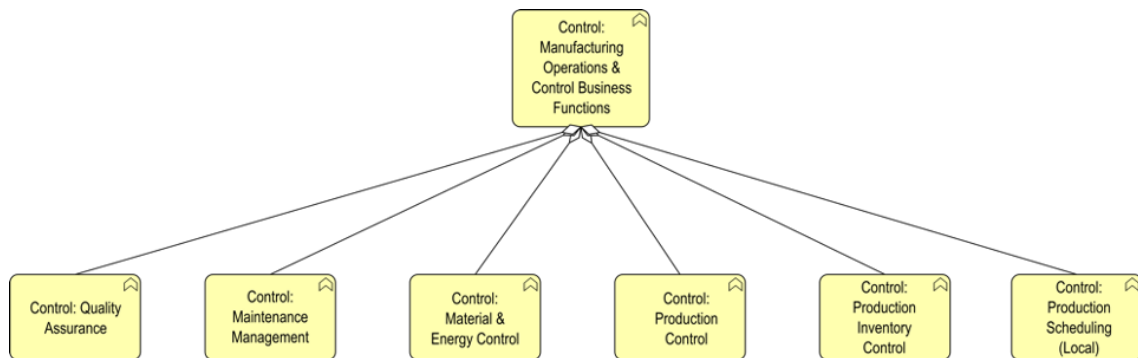 Control:
Manufacturing
Operations &
Control Business
Functions
Control: Quality
Assurance
Control:
Maintenance
Management
Control:
Material &
Energy Control
Control:
Production
Control
Control:
Production
Inventory
Control
Control:
Production
Scheduling
(Local)